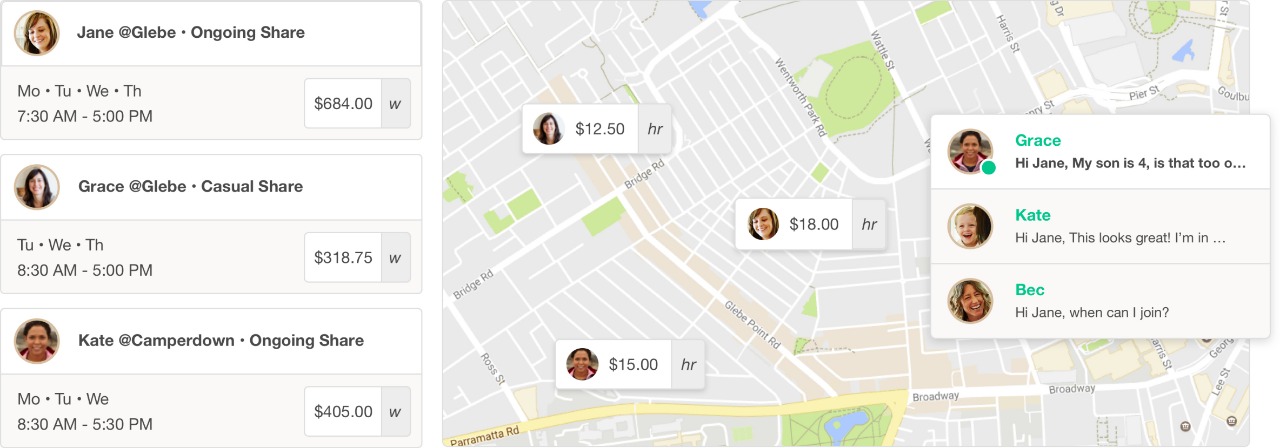 Jane @Glebe • Ongoing Share
Mo • Tu • We • Th
7:30 AM - 5:00 PM
$684.00 w
Grace @Glebe • Casual Share
Tu • We • Th
8:30 AM - 5:00 PM
$318.75 w
Kate @Camperdown • Ongoing Share
Mo • Tu • We
8:30 AM - 5:30 PM
$405.00 w
$12.50 hr
$18.00 hr
$15.00 hr
Bridge Rd
Bridge Rd
Wentworth Park Rd
Wattle St
Harris St
Pier St
Glebe Point Rd
Ross St
Parramatta Rd
Broadway
Broadway
Harris St
Lee St
Grace
Hi Jane, My son is 4, is that too o...
Kate
Hi Jane, This looks great! I'm in ...
Bec
Hi Jane, when can I join?